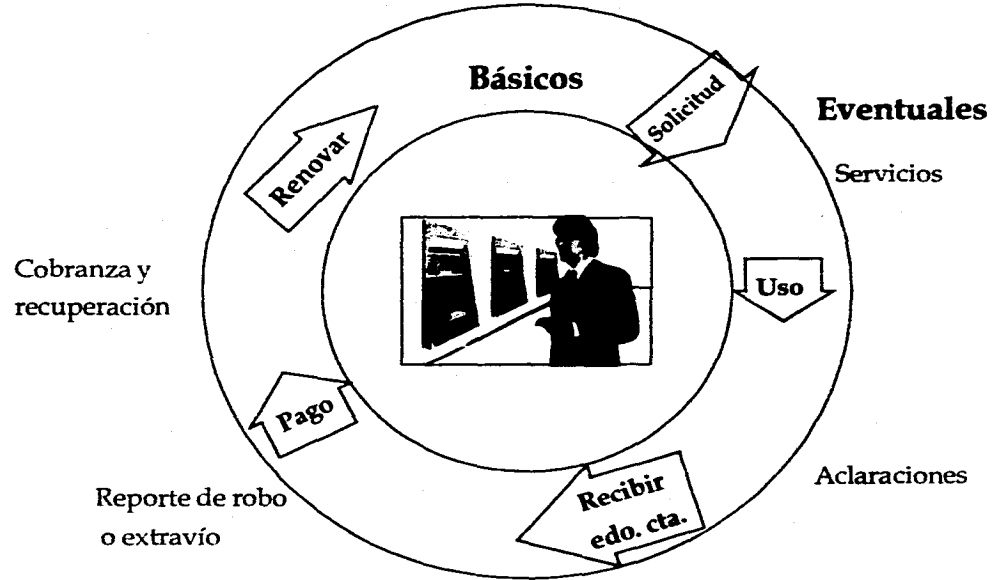 Básicos
Solicitud
Eventuales
Servicios
Renovar
Uso
Cobranza y
recuperación
Pago
Recibir
edo. cta.
Aclaraciones
Reporte de robo
o extravío